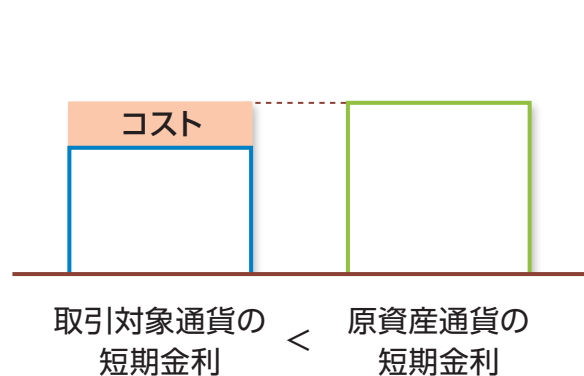 コスト
取引対象通貨の
短期金利
<
原資産通貨の
短期金利